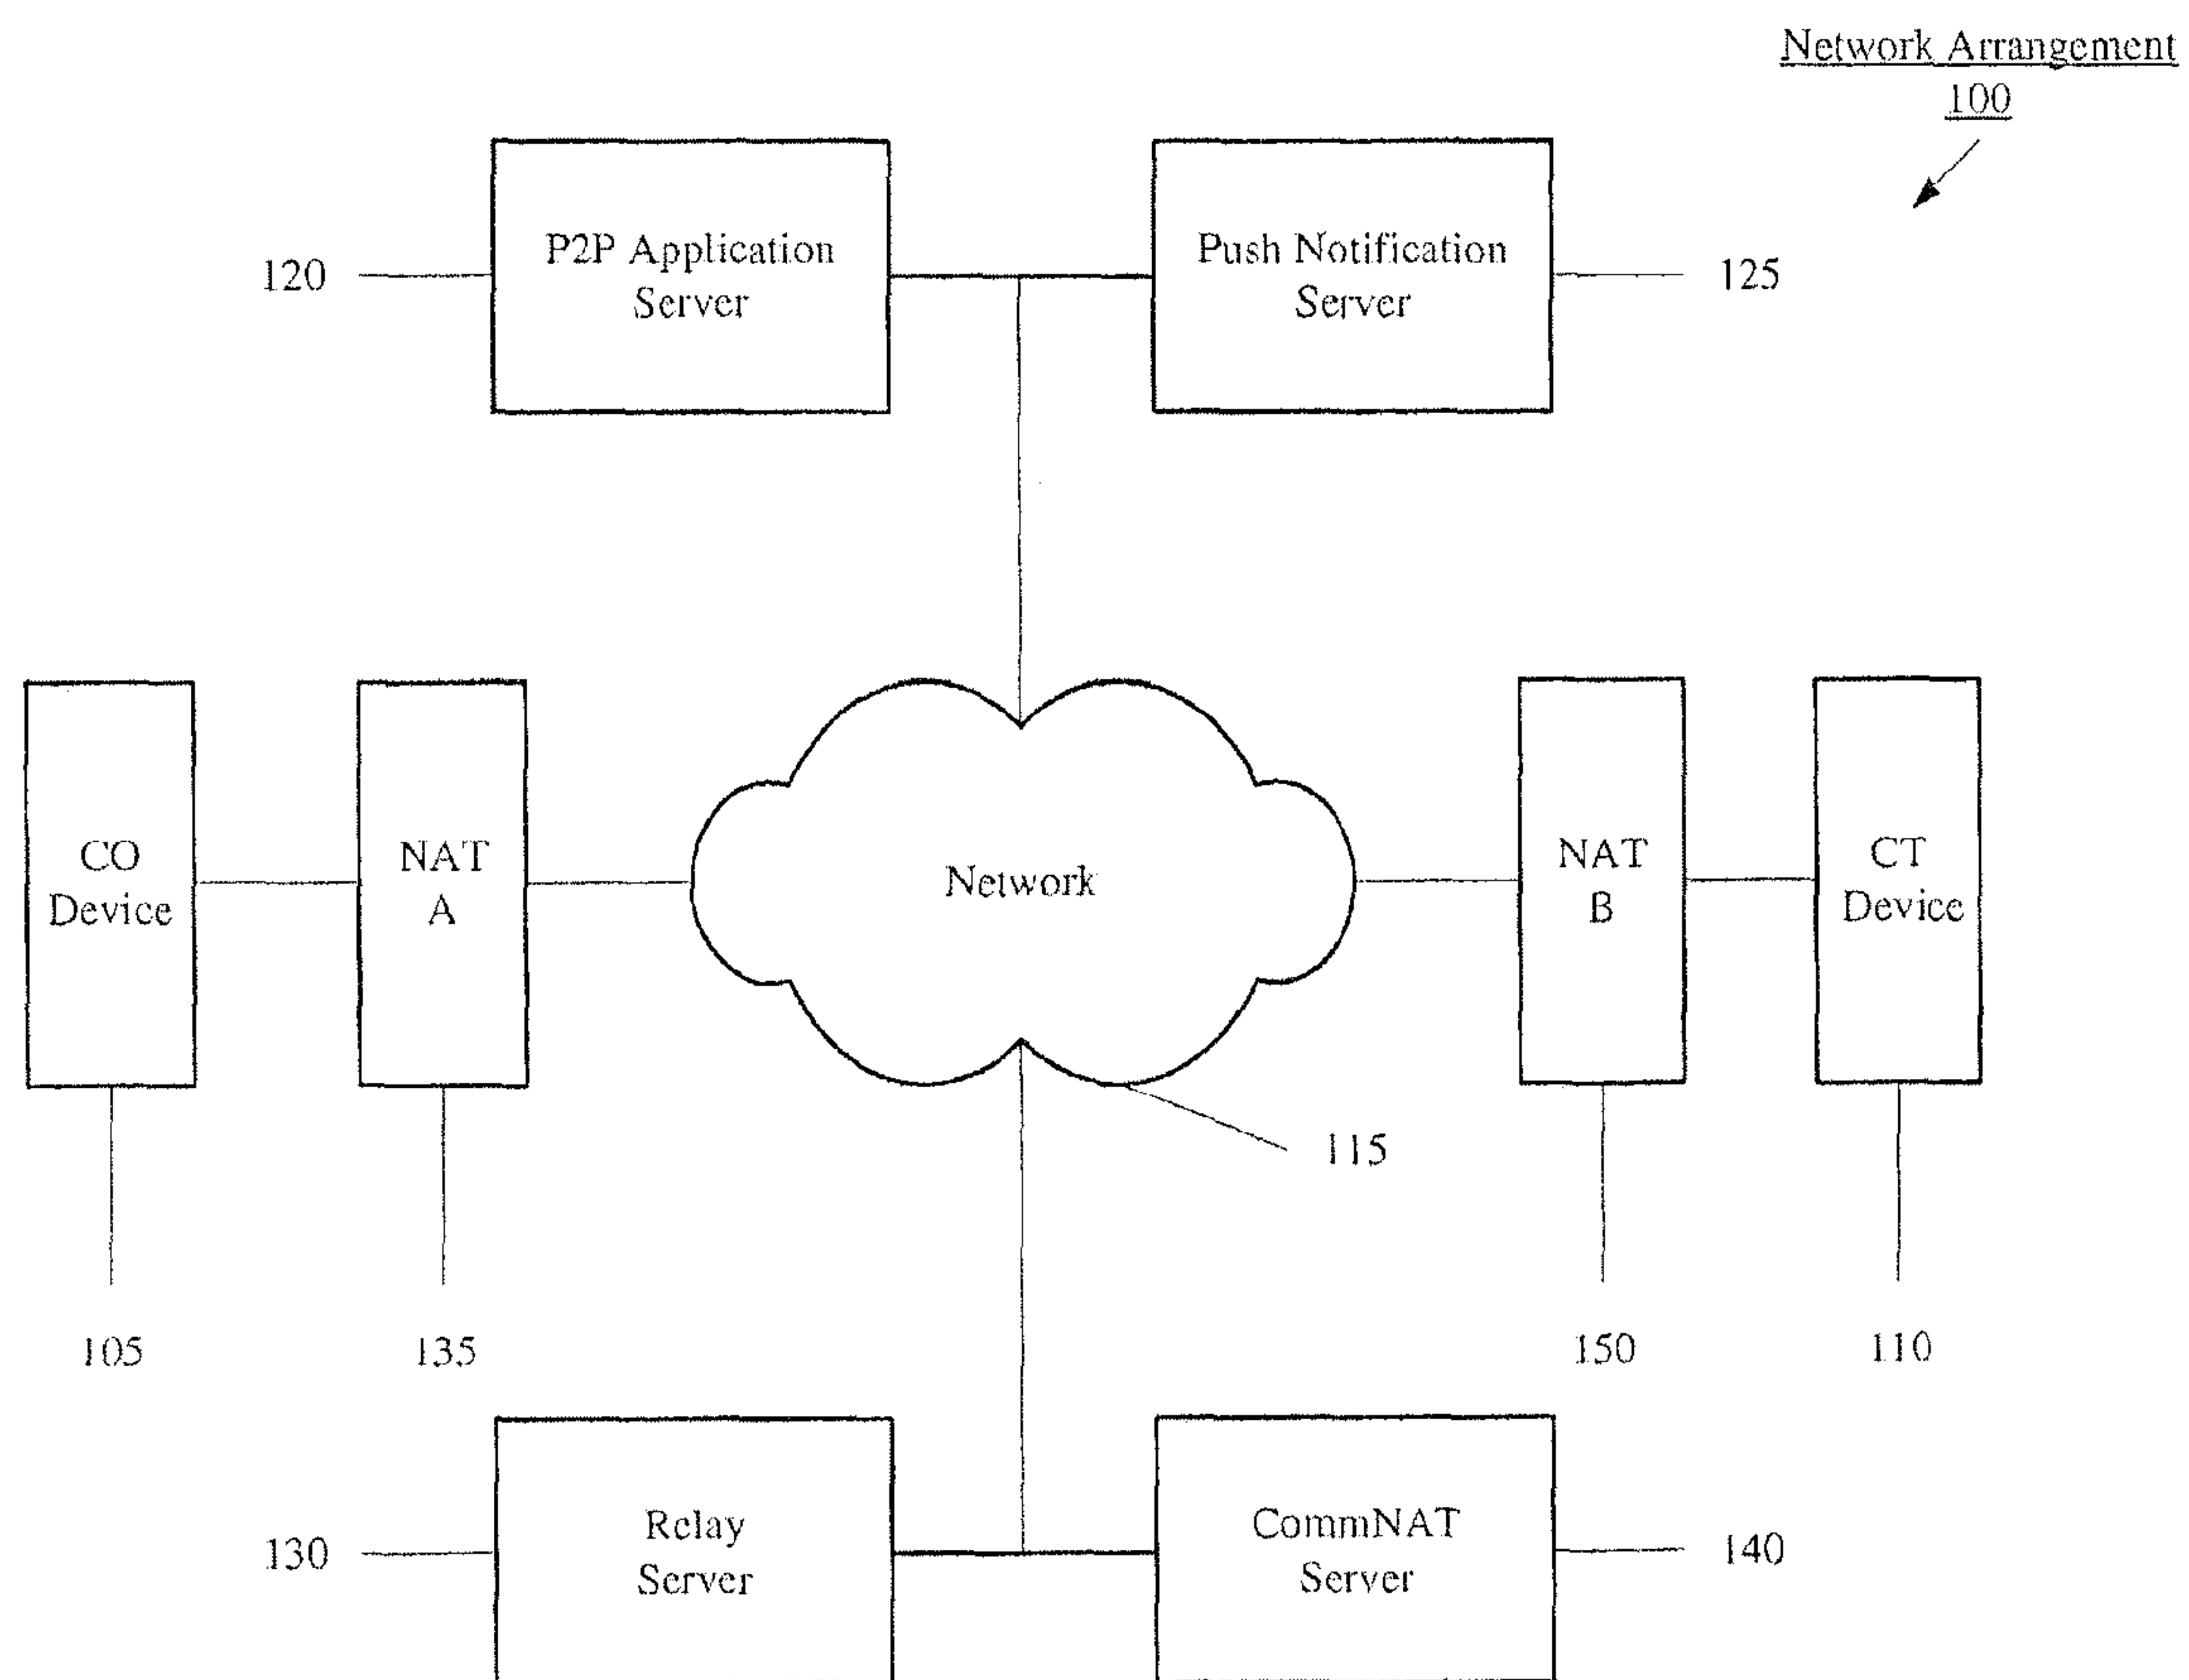 Network Arrangement
100
P2P Application
Server
Push Notification
Server
120
125
CO
Device
NAT
A
Network
NAT
B
CT
Device
115
105
135
150
110
Relay
Server
CommNAT
Server
130
140